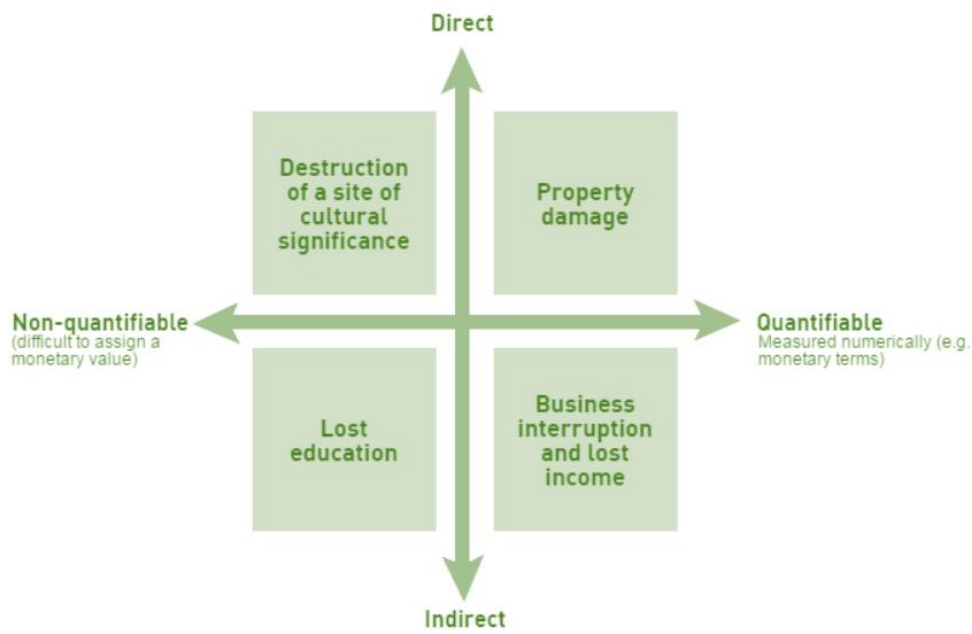 Direct
Destruction
of a site of
cultural
significance
Property
damage
Non-quantifiable
(difficult to assign a
monetary value)
Quantifiable
Measured numerically (e.g.
monetary terms)
Lost
education
Business
interruption
and lost
income
Indirect